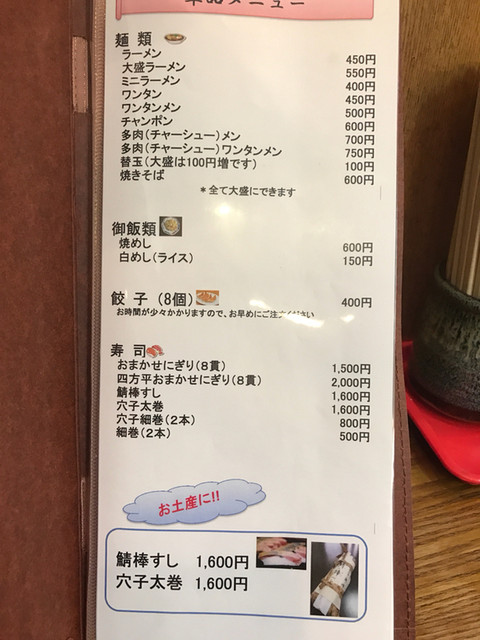 単品メニュー
麺 類
ラーメン 450円
大盛ラーメン 550円
ミニラーメン 400円
ワンタン 450円
ワンタンメン 500円
チャンポン 600円
多肉(チャーシュー)メン 700円
多肉(チャーシュー)ワンタンメン 750円
替玉(大盛は100円増です) 100円
焼きそば 600円
*全て大盛にできます
御飯類
焼めし 600円
白めし(ライス) 150円
餃 子 (8個) 400円
お時間が少々かかりますので、お早めにご注文ください
寿 司
おまかせにぎり(8貫) 1,500円
四方平おまかせにぎり(8貫) 2,000円
鯖棒すし 1,600円
穴子太巻 1,600円
穴子細巻(2本) 800円
細巻(2本) 500円
お土産に!!
鯖棒すし 1,600円
穴子太巻 1,600円